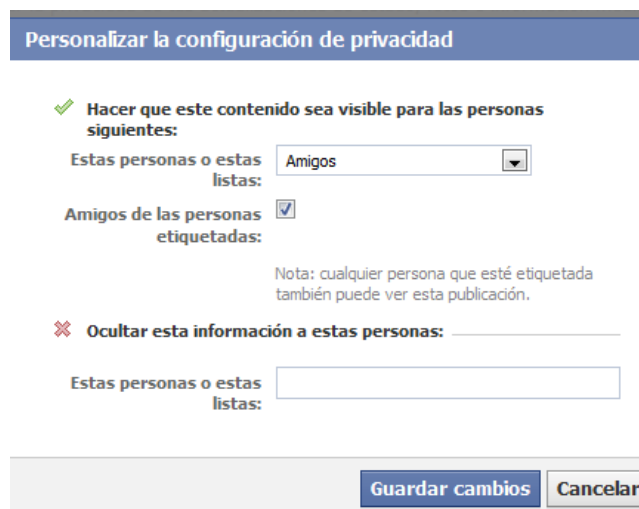 Personalizar la configuración de privacidad
Hacer que este contenido sea visible para las personas
siguientes:
Estas personas o estas
listas:
Amigos
Amigos de las personas
etiquetadas:
Nota: cualquier persona que esté etiquetada
también puede ver esta publicación.
Ocultar esta información a estas personas:
Estas personas o estas
listas:
Guardar cambios
Cancelar